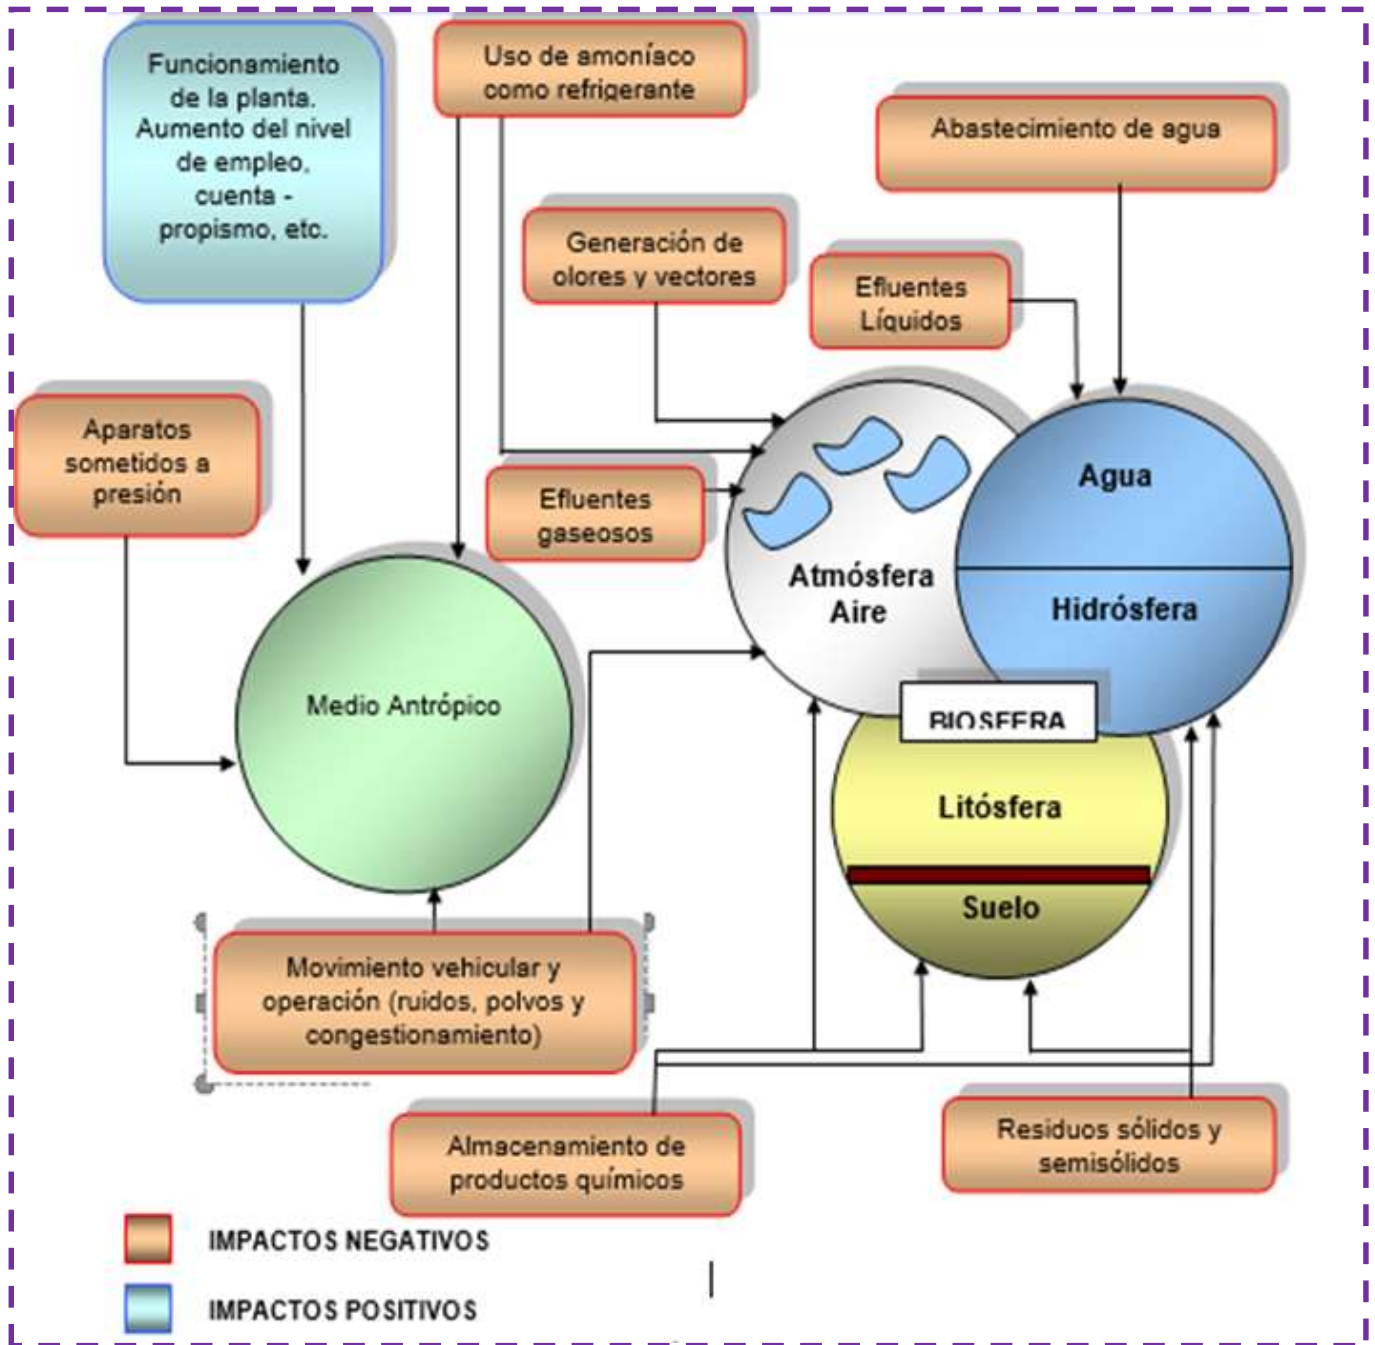 Funcionamiento
de la planta.
Aumento del nivel
de empleo,
cuenta -
propismo, etc.
Uso de amoníaco
como refrigerante
Abastecimiento de agua
Generación de
olores y vectores
Efluentes
Líquidos
Aparatos
sometidos a
presión
Efluentes
gaseosos
Agua
Hidrósfera
Atmósfera
Aire
Medio Antrópico
BIOSFERA
Litósfera
Suelo
Movimiento vehicular y
operación (ruidos, polvos y
congestionamiento)
Almacenamiento de
productos químicos
Residuos sólidos y
semisólidos
IMPACTOS NEGATIVOS
IMPACTOS POSITIVOS